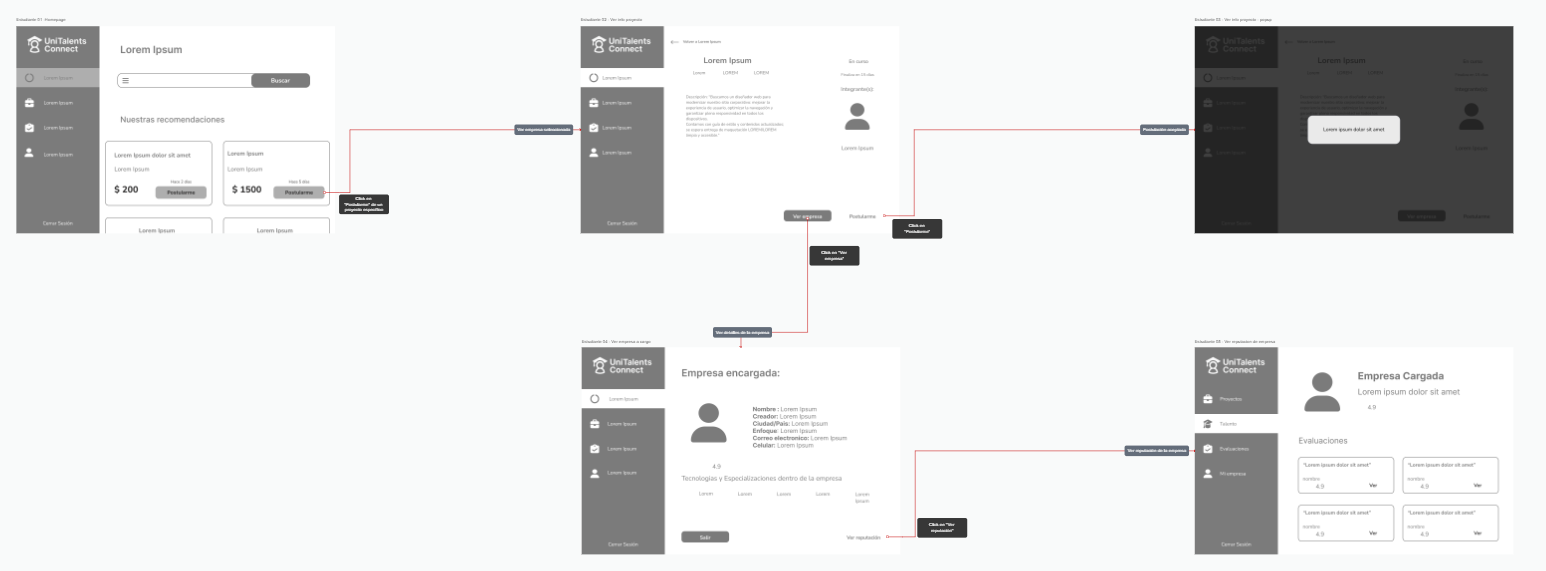 Estudiante 01 - Homepage
UniTalents
Connect
Lorem Ipsum
Lorem Ipsum
Lorem Ipsum
Lorem Ipsum
Cerrar Sesión
Lorem Ipsum
Buscar
Nuestras recomendaciones
Lorem ipsum dolor sit amet
Lorem Ipsum
Hace 2 días
$ 200
Postularme
Lorem Ipsum
Lorem Ipsum
Hace 5 días
$ 1500
Postularme
Lorem Ipsum
Lorem Ipsum
Click en
"Postularme" de un
proyecto específico
Ver empresa seleccionada
Estudiante 02 - Ver info proyecto
UniTalents
Connect
Lorem Ipsum
Lorem Ipsum
Lorem Ipsum
Lorem Ipsum
Cerrar Sesión
Volver a Lorem Ipsum
Lorem Ipsum
Lorem LOREM LOREM
En curso
Integrante(s):
Lorem Ipsum
Ver empresa
Postularme
Click en
"Postularme"
Click en "Ver
empresa"
Postulación aceptada
Estudiante 03 - Ver info proyecto - popup
UniTalents
Connect
Lorem Ipsum
Lorem ipsum dolor sit amet
Ver detalles de la empresa
Estudiante 04 - Ver empresa a cargo
UniTalents
Connect
Lorem Ipsum
Lorem Ipsum
Lorem Ipsum
Lorem Ipsum
Cerrar Sesión
Empresa encargada:
Nombre : Lorem Ipsum
Creador: Lorem Ipsum
Ciudad/País: Lorem Ipsum
Enfoque: Lorem Ipsum
Correo electronico: Lorem Ipsum
Celular: Lorem Ipsum
4.9
Tecnologías y Especializaciones dentro de la empresa
Lorem Lorem Lorem Lorem Lorem
Ipsum
Salir
Ver reputación
Click en "Ver
reputación"
Ver reputación de la empresa
Estudiante 05 - Ver reputacion de empresa
UniTalents
Connect
Proyectos
Talento
Evaluaciones
Mi empresa
Cerrar Sesión
Empresa Cargada
Lorem ipsum dolor sit amet
4.9
Evaluaciones
"Lorem ipsum dolor sit amet"
nombre
4.9 Ver
"Lorem ipsum dolor sit amet"
nombre
4.9 Ver
"Lorem ipsum dolor sit amet"
nombre
4.9 Ver
"Lorem ipsum dolor sit amet"
nombre
4.9 Ver